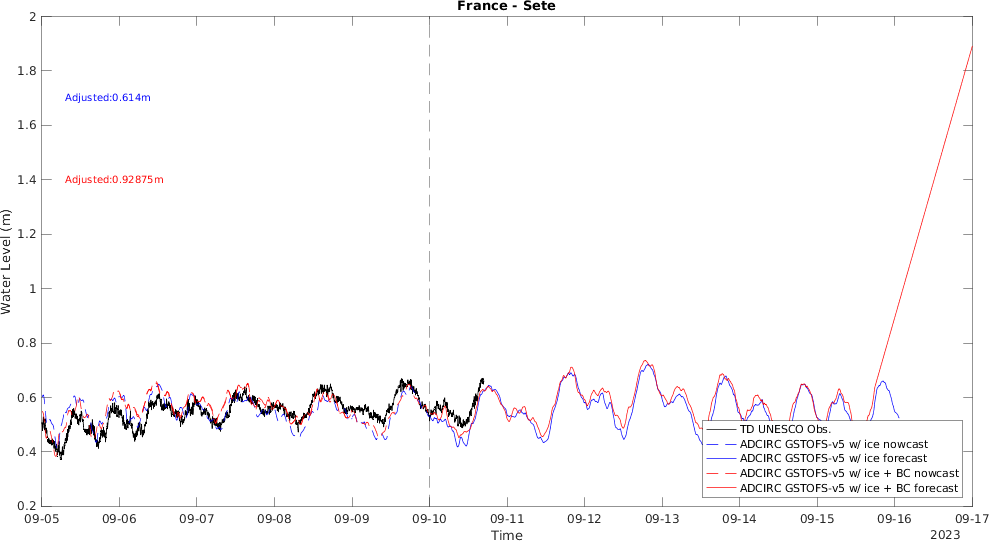 France - Sete
2
1.8
1.6
1.4
1.2
1
0.8
0.6
0.4
0.2
Water Level (m)
Adjusted:0.614m
Adjusted:0.92875m
TD UNESCO Obs.
ADCIRC GSTOFS-v5 w/ ice nowcast
ADCIRC GSTOFS-v5 w/ ice forecast
ADCIRC GSTOFS-v5 w/ ice + BC nowcast
ADCIRC GSTOFS-v5 w/ ice + BC forecast
09-05 09-06 09-07 09-08 09-09 09-10 09-11 09-12 09-13 09-14 09-15 09-16 09-17
Time
2023